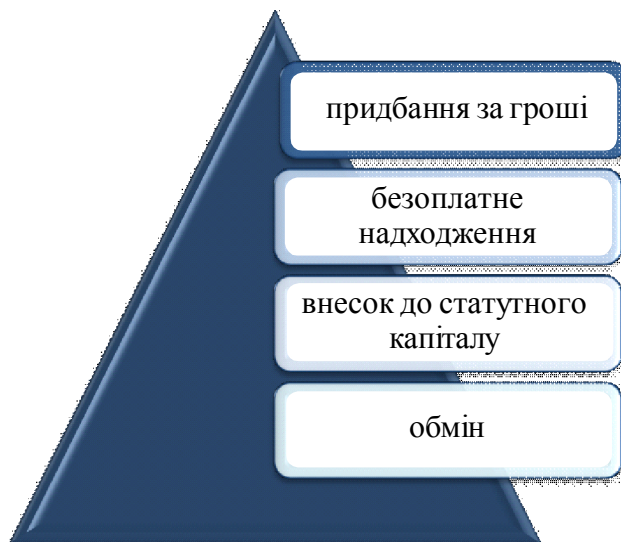 придбання за гроші
безоплатне
надходження
внесок до статутного
капіталу
обмін